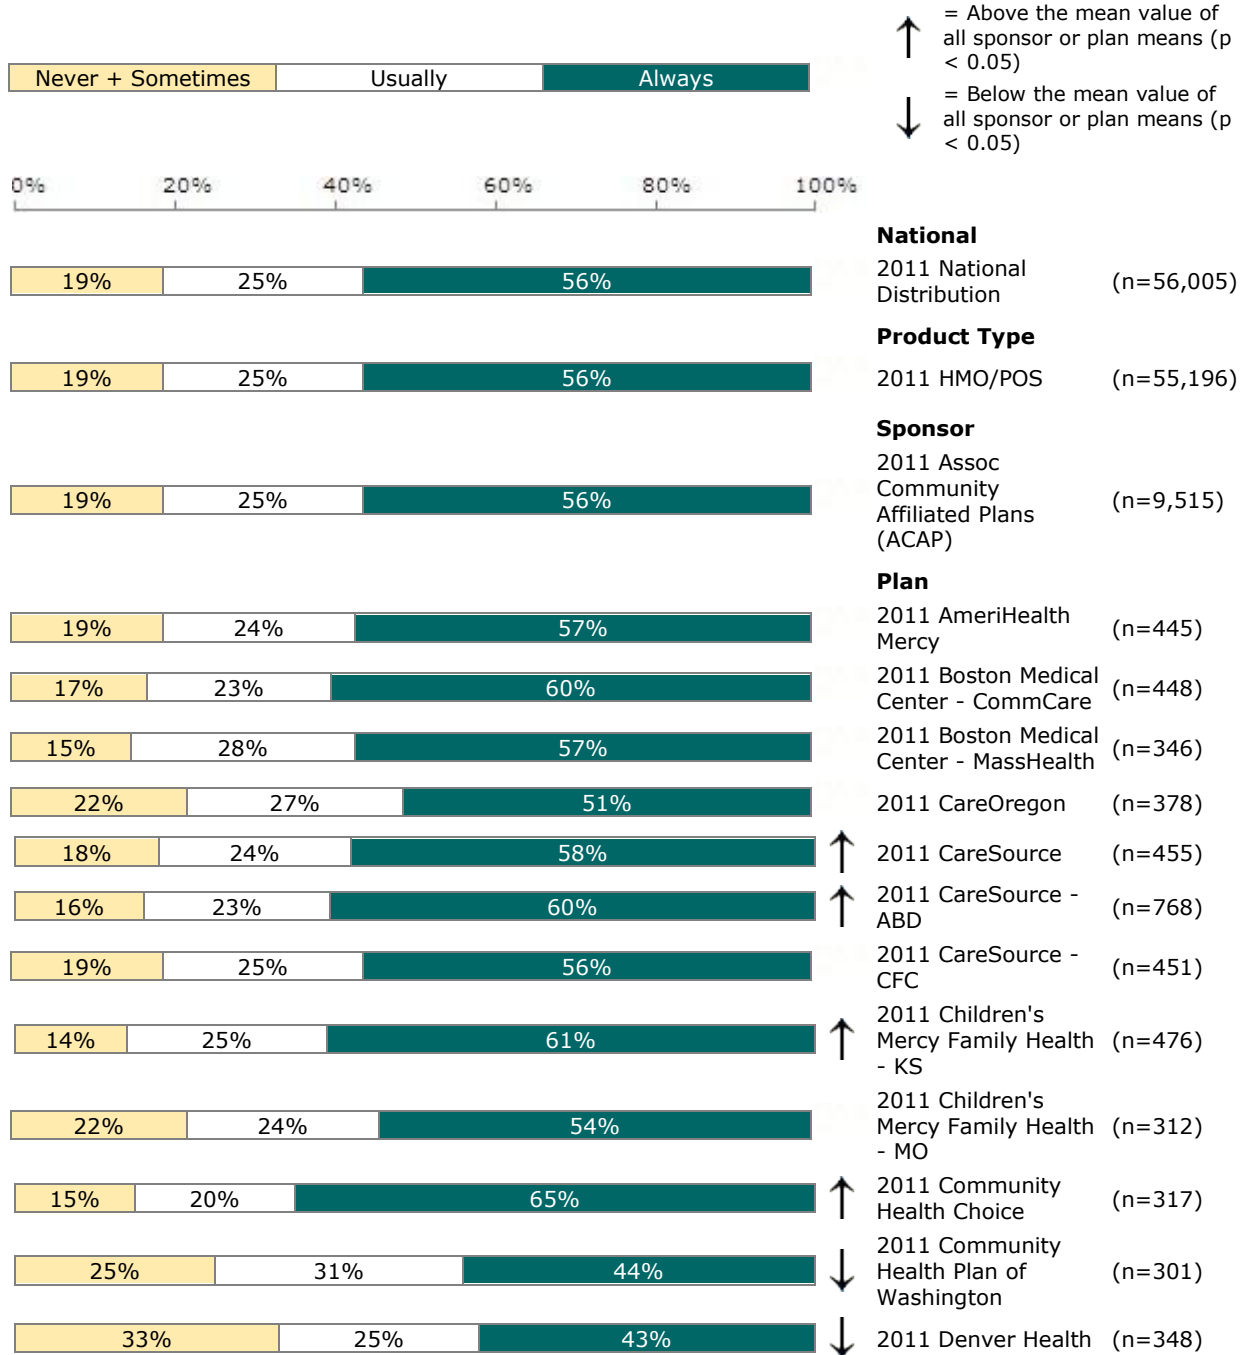 = Above the mean value of
all sponsor or plan means (p
< 0.05)
Never + Sometimes Usually Always
= Below the mean value of
all sponsor or plan means (p
< 0.05)
0% 20% 40% 60% 80% 100%
National
19% 25% 56% 2011 National
Distribution (n=56,005)
Product Type
19% 25% 56% 2011 HMO/POS (n=55,196)
Sponsor
2011 Assoc
Community
19% 25% 56% Affiliated Plans (n=9,515)
(ACAP)
Plan
19% 24% 57% 2011 AmeriHealth
Mercy (n=445)
17% 23% 60% 2011 Boston Medical
Center - CommCare (n=448)
15% 28% 57% 2011 Boston Medical
Center - MassHealth (n=346)
22% 27% 51% 2011 CareOregon (n=378)
18% 24% 58% 2011 CareSource (n=455)
16% 23% 60% 2011 CareSource -
ABD (n=768)
19% 25% 56% 2011 CareSource -
CFC (n=451)
2011 Children's
14% 25% 61% Mercy Family Health (n=476)
- KS
2011 Children's
22% 24% 54% Mercy Family Health (n=312)
- MO
15% 20% 65% 2011 Community
Health Choice (n=317)
2011 Community
25% 31% 44% Health Plan of (n=301)
Washington
33% 25% 43% 2011 Denver Health (n=348)